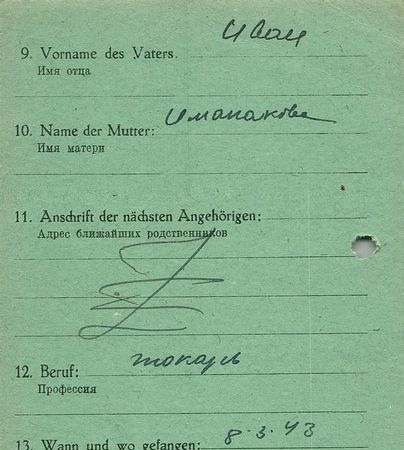 Иван
9. Vorname des Vaters.
Имя отца
10. Name der Mutter: Имапакова
Имя матери
11. Anschrift der nächsten Angehörigen:
Адрес ближайших родственников
12. Beruf: токарь
Профессия
13. Wann und wo gefangen: 8.3.43